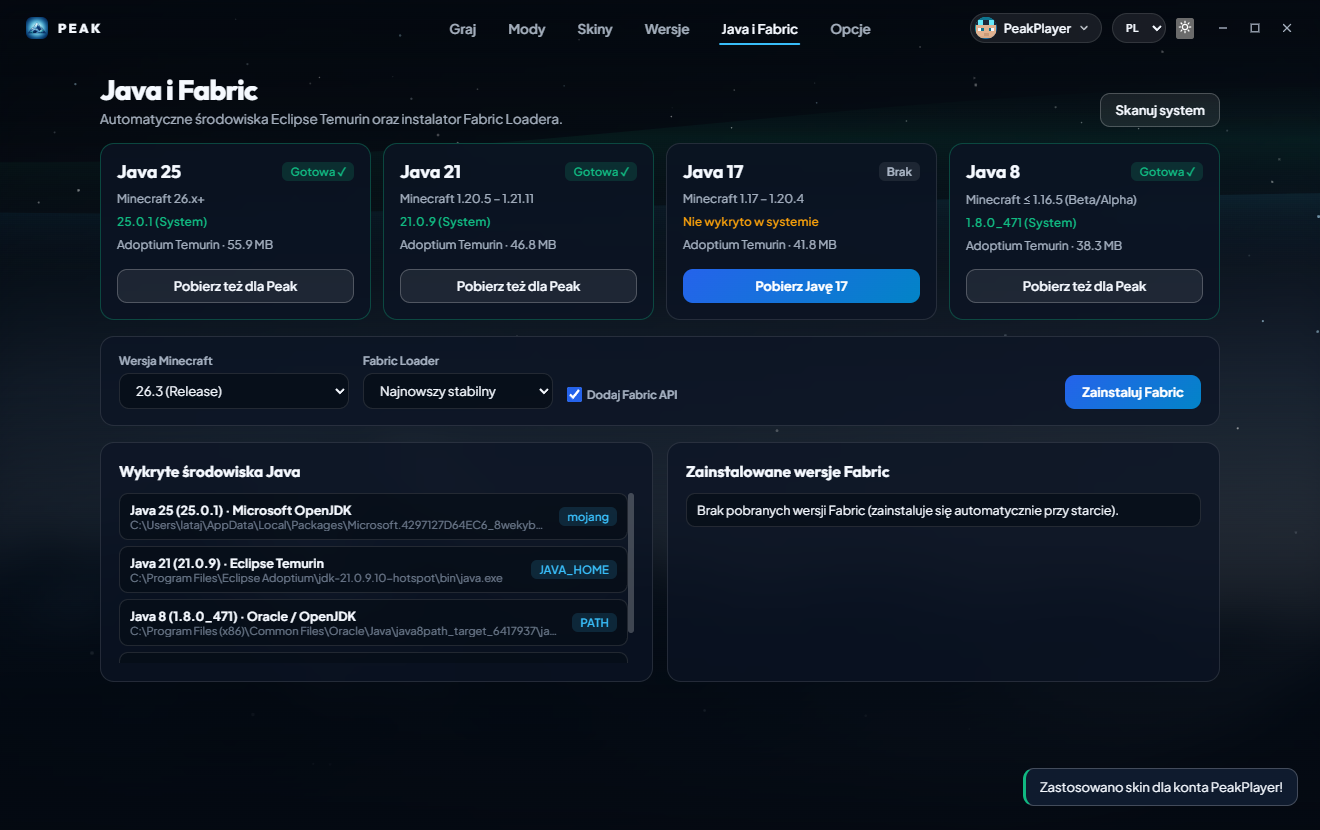 PEAK
Graj
Mody
Skiny
Wersje
Java i Fabric
Opcje
PeakPlayer
PL
Java i Fabric
Automatyczne środowiska Eclipse Temurin oraz instalator Fabric Loadera.
Skanuj system
Java 25
Gotowa ✓
Minecraft 26.x+
25.0.1 (System)
Adoptium Temurin · 55.9 MB
Pobierz też dla Peak
Java 21
Gotowa ✓
Minecraft 1.20.5 – 1.21.11
21.0.9 (System)
Adoptium Temurin · 46.8 MB
Pobierz też dla Peak
Java 17
Brak
Minecraft 1.17 – 1.20.4
Nie wykryto w systemie
Adoptium Temurin · 41.8 MB
Pobierz Javę 17
Java 8
Gotowa ✓
Minecraft ≤ 1.16.5 (Beta/Alpha)
1.8.0_471 (System)
Adoptium Temurin · 38.3 MB
Pobierz też dla Peak
Wersja Minecraft
26.3 (Release)
Fabric Loader
Najnowszy stabilny
Dodaj Fabric API
Zainstaluj Fabric
Wykryte środowiska Java
Java 25 (25.0.1) · Microsoft OpenJDK
C:\Users\lataj\AppData\Local\Packages\Microsoft.4297127D64EC6_8wekyb...
mojang
Java 21 (21.0.9) · Eclipse Temurin
C:\Program Files\Eclipse Adoptium\jdk-21.0.9.10-hotspot\bin\java.exe
JAVA_HOME
Java 8 (1.8.0_471) · Oracle / OpenJDK
C:\Program Files (x86)\Common Files\Oracle\Java\java8path_target_6417937\ja...
PATH
Zainstalowane wersje Fabric
Brak pobranych wersji Fabric (zainstaluje się automatycznie przy starcie).
Zastosowano skin dla konta PeakPlayer!